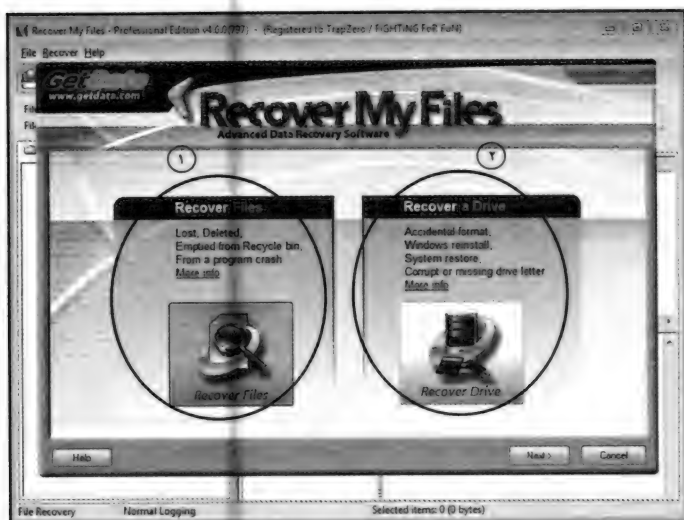 Recover My Files - Professional Edition v4.0.0(997) - (Registered to TrapZero / FiGHTiNG FoR FuN)
File Recover Help
GetData
www.getdata.com
Recover My Files
Advanced Data Recovery Software
١
٢
Recover Files
Lost, Deleted,
Emptied from Recycle bin,
From a program crash
More info
Recover Files
Recover a Drive
Accidental format,
Windows reinstall,
System restore,
Corrupt or missing drive letter
More info
Recover Drive
Help
Next >
Cancel
File Recovery
Normal Logging
Selected items: 0 (0 bytes)